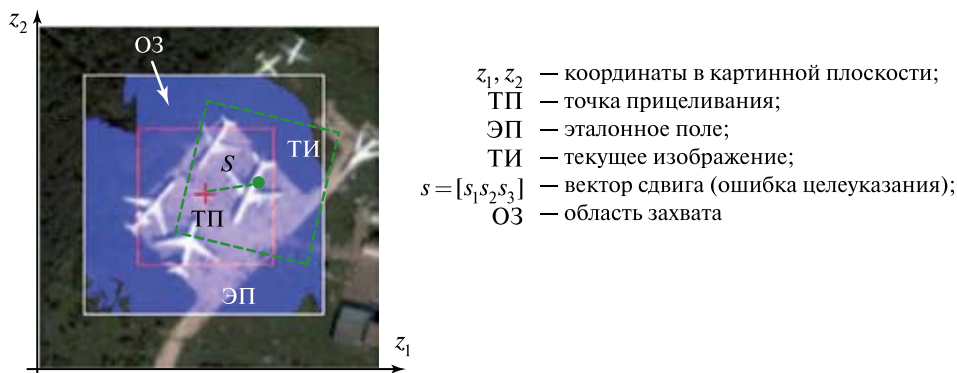 z₂
ОЗ
ТИ
S
ТП
ЭП
z₁
z₁, z₂ — координаты в картинной плоскости;
ТП — точка прицеливания;
ЭП — эталонное поле;
ТИ — текущее изображение;
s=[s₁s₂s₃] — вектор сдвига (ошибка целеуказания);
ОЗ — область захвата